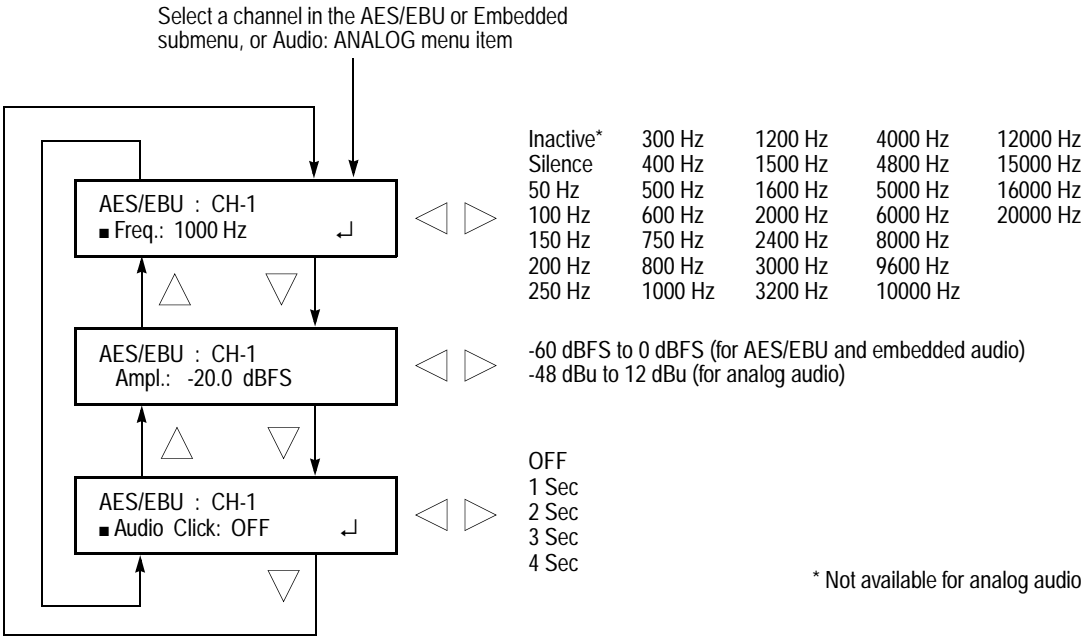 Select a channel in the AES/EBU or Embedded
submenu, or Audio: ANALOG menu item
AES/EBU : CH-1
■ Freq.: 1000 Hz ↵
Inactive* 300 Hz 1200 Hz 4000 Hz 12000 Hz
Silence 400 Hz 1500 Hz 4800 Hz 15000 Hz
50 Hz 500 Hz 1600 Hz 5000 Hz 16000 Hz
100 Hz 600 Hz 2000 Hz 6000 Hz 20000 Hz
150 Hz 750 Hz 2400 Hz 8000 Hz
200 Hz 800 Hz 3000 Hz 9600 Hz
250 Hz 1000 Hz 3200 Hz 10000 Hz
AES/EBU : CH-1
Ampl.: -20.0 dBFS
-60 dBFS to 0 dBFS (for AES/EBU and embedded audio)
-48 dBu to 12 dBu (for analog audio)
AES/EBU : CH-1
■ Audio Click: OFF ↵
OFF
1 Sec
2 Sec
3 Sec
4 Sec
* Not available for analog audio